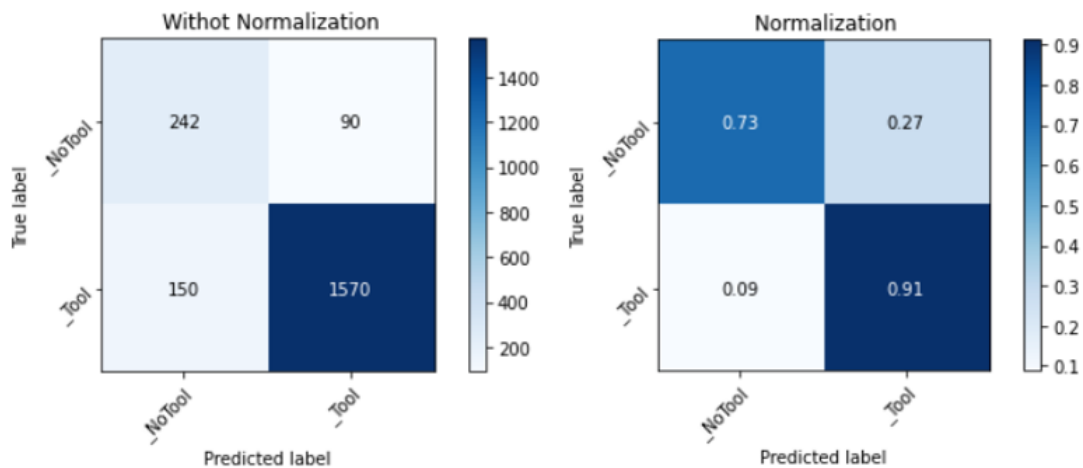 Withot Normalization
_NoTool
242
90
_Tool
150
1570
True label
_NoTool
_Tool
Predicted label
1400
1200
1000
800
600
400
200
Normalization
_NoTool
0.73
0.27
_Tool
0.09
0.91
True label
_NoTool
_Tool
Predicted label
0.9
0.8
0.7
0.6
0.5
0.4
0.3
0.2
0.1